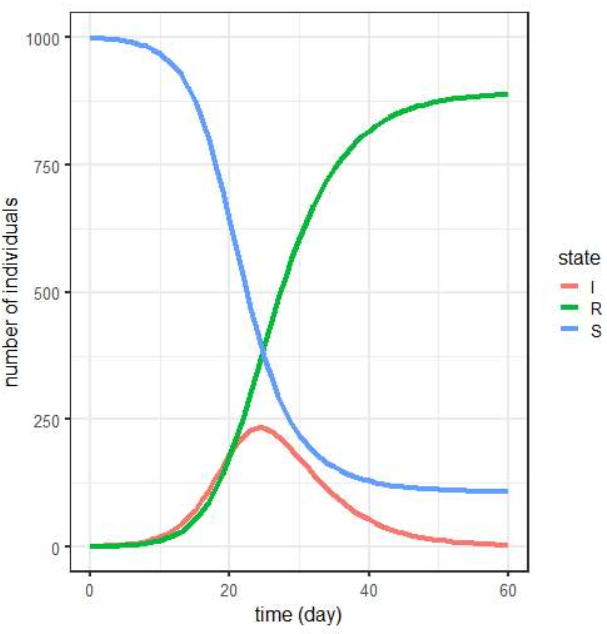 1000
750
500
250
0
number of individuals
0 20 40 60
time (day)
state
I
R
S